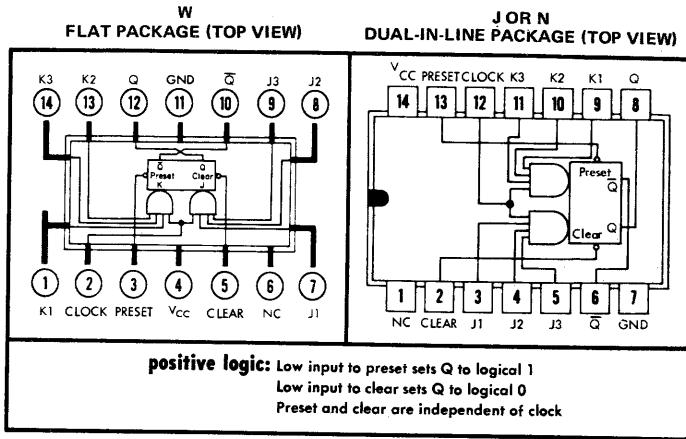 W
FLAT PACKAGE (TOP VIEW)
K3 K2 Q GND Q̅ J3 J2
14 13 12 11 10 9 8
Q̅ Q
Preset Clear
K J
1 2 3 4 5 6 7
K1 CLOCK PRESET VCC CLEAR NC J1
J OR N
DUAL-IN-LINE PACKAGE (TOP VIEW)
VCC PRESET CLOCK K3 K2 K1 Q
14 13 12 11 10 9 8
Preset
Q̅
Q
Clear
1 2 3 4 5 6 7
NC CLEAR J1 J2 J3 Q̅ GND
positive logic: Low input to preset sets Q to logical 1
Low input to clear sets Q to logical 0
Preset and clear are independent of clock